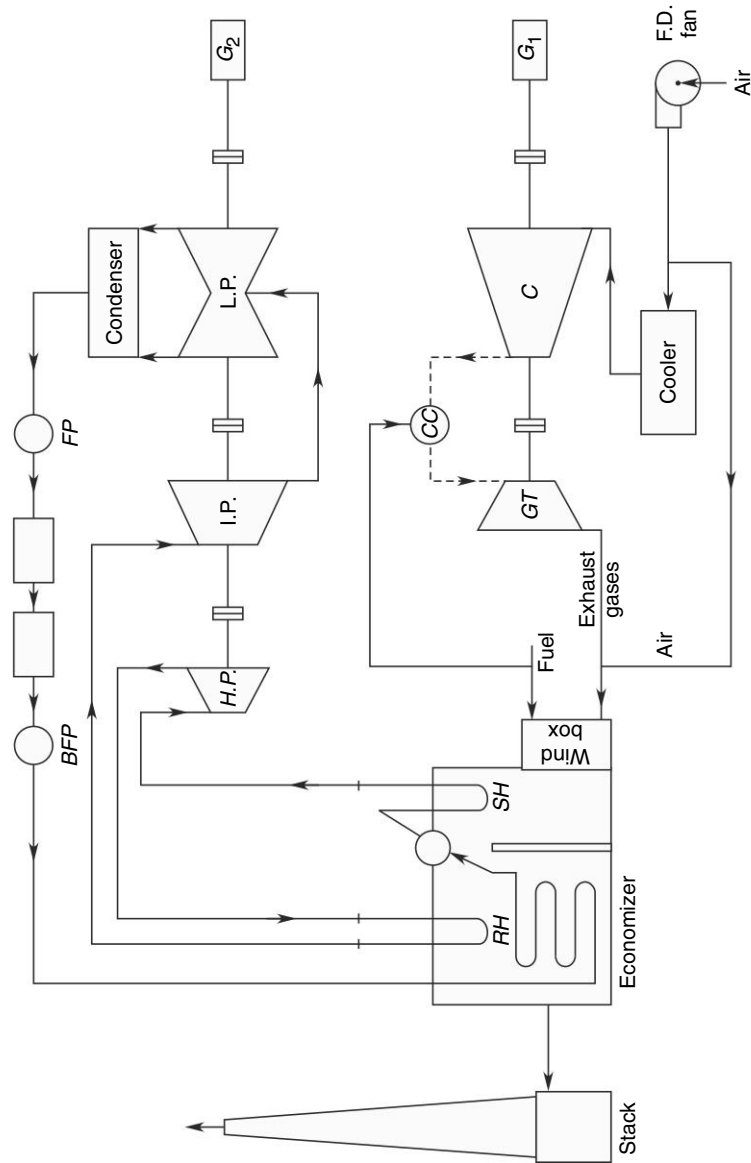 G2
G1
F.D.
fan
Air
Condenser
L.P.
C
Cooler
FP
CC
I.P.
GT
Exhaust
gases
H.P.
Fuel
Air
BFP
Wind
box
SH
RH
Economizer
Stack